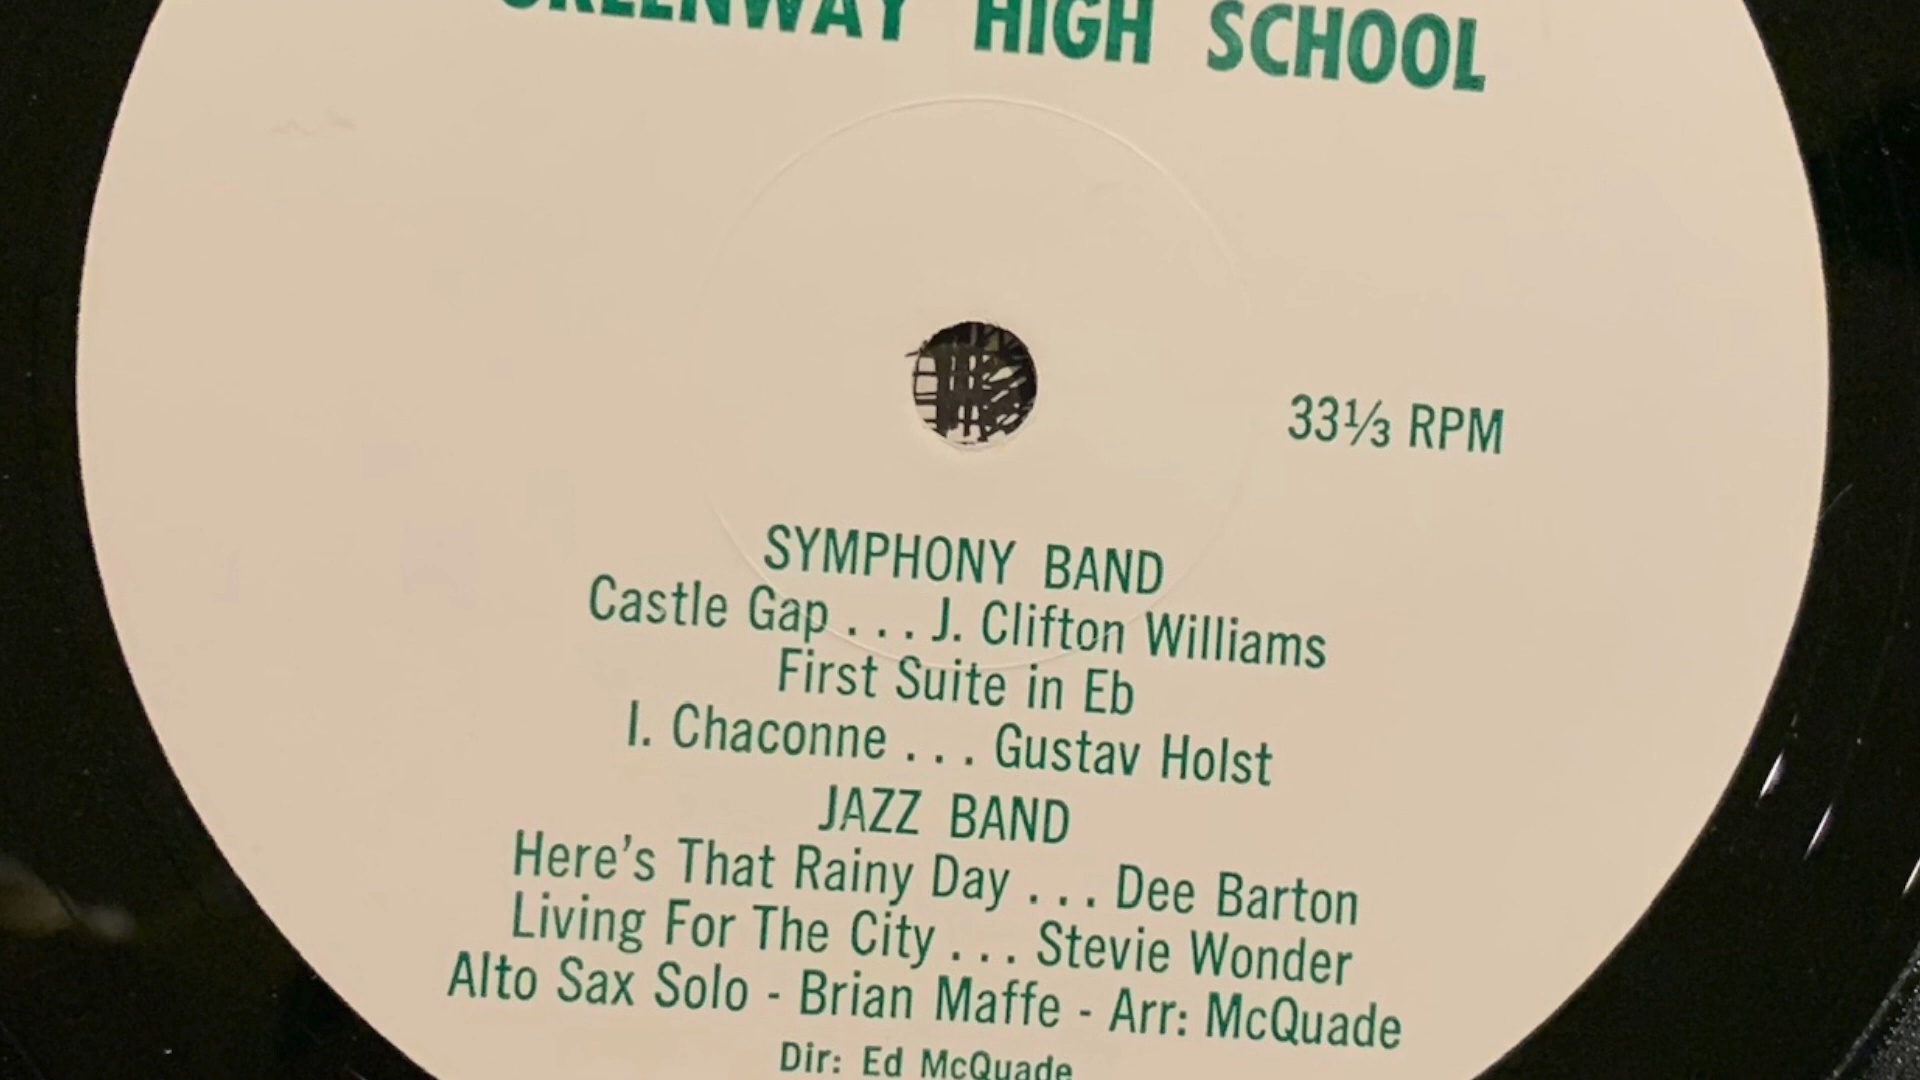 GREENWAY HIGH SCHOOL
33⅓ RPM
SYMPHONY BAND
Castle Gap . . . J. Clifton Williams
First Suite in Eb
I. Chaconne . . . Gustav Holst
JAZZ BAND
Here's That Rainy Day . . . Dee Barton
Living For The City . . . Stevie Wonder
Alto Sax Solo - Brian Maffe - Arr: McQuade
Dir: Ed McQuade